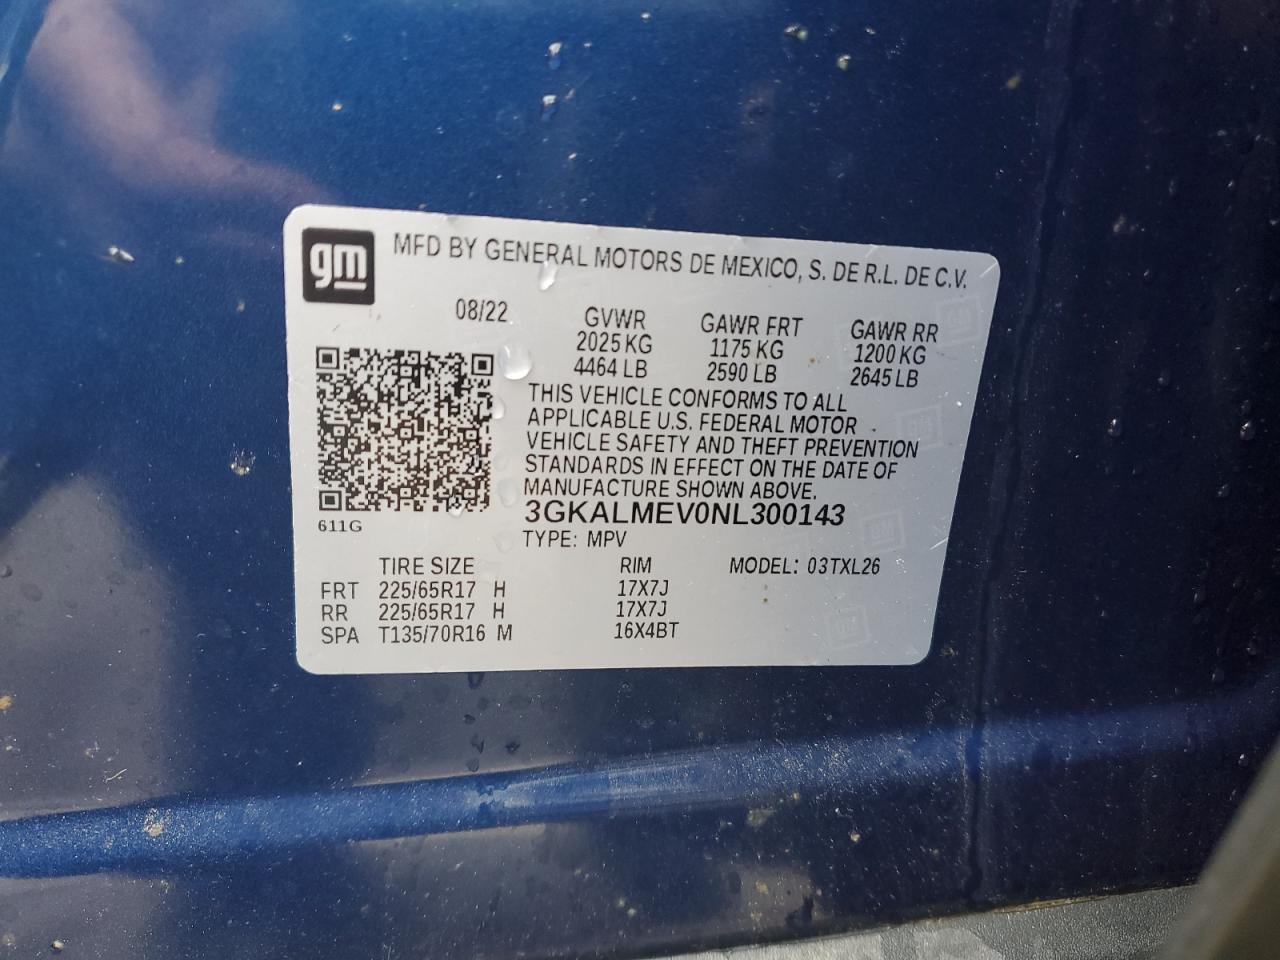 gm
MFD BY GENERAL MOTORS DE MEXICO, S. DE R.L. DE C.V.
08/22 GVWR GAWR FRT GAWR RR
2025 KG 1175 KG 1200 KG
4464 LB 2590 LB 2645 LB
THIS VEHICLE CONFORMS TO ALL
APPLICABLE U.S. FEDERAL MOTOR
VEHICLE SAFETY AND THEFT PREVENTION
STANDARDS IN EFFECT ON THE DATE OF
MANUFACTURE SHOWN ABOVE.
3GKALMEV0NL300143
611G
TYPE: MPV
TIRE SIZE RIM MODEL: 03TXL26
FRT 225/65R17 H 17X7J
RR 225/65R17 H 17X7J
SPA T135/70R16 M 16X4BT